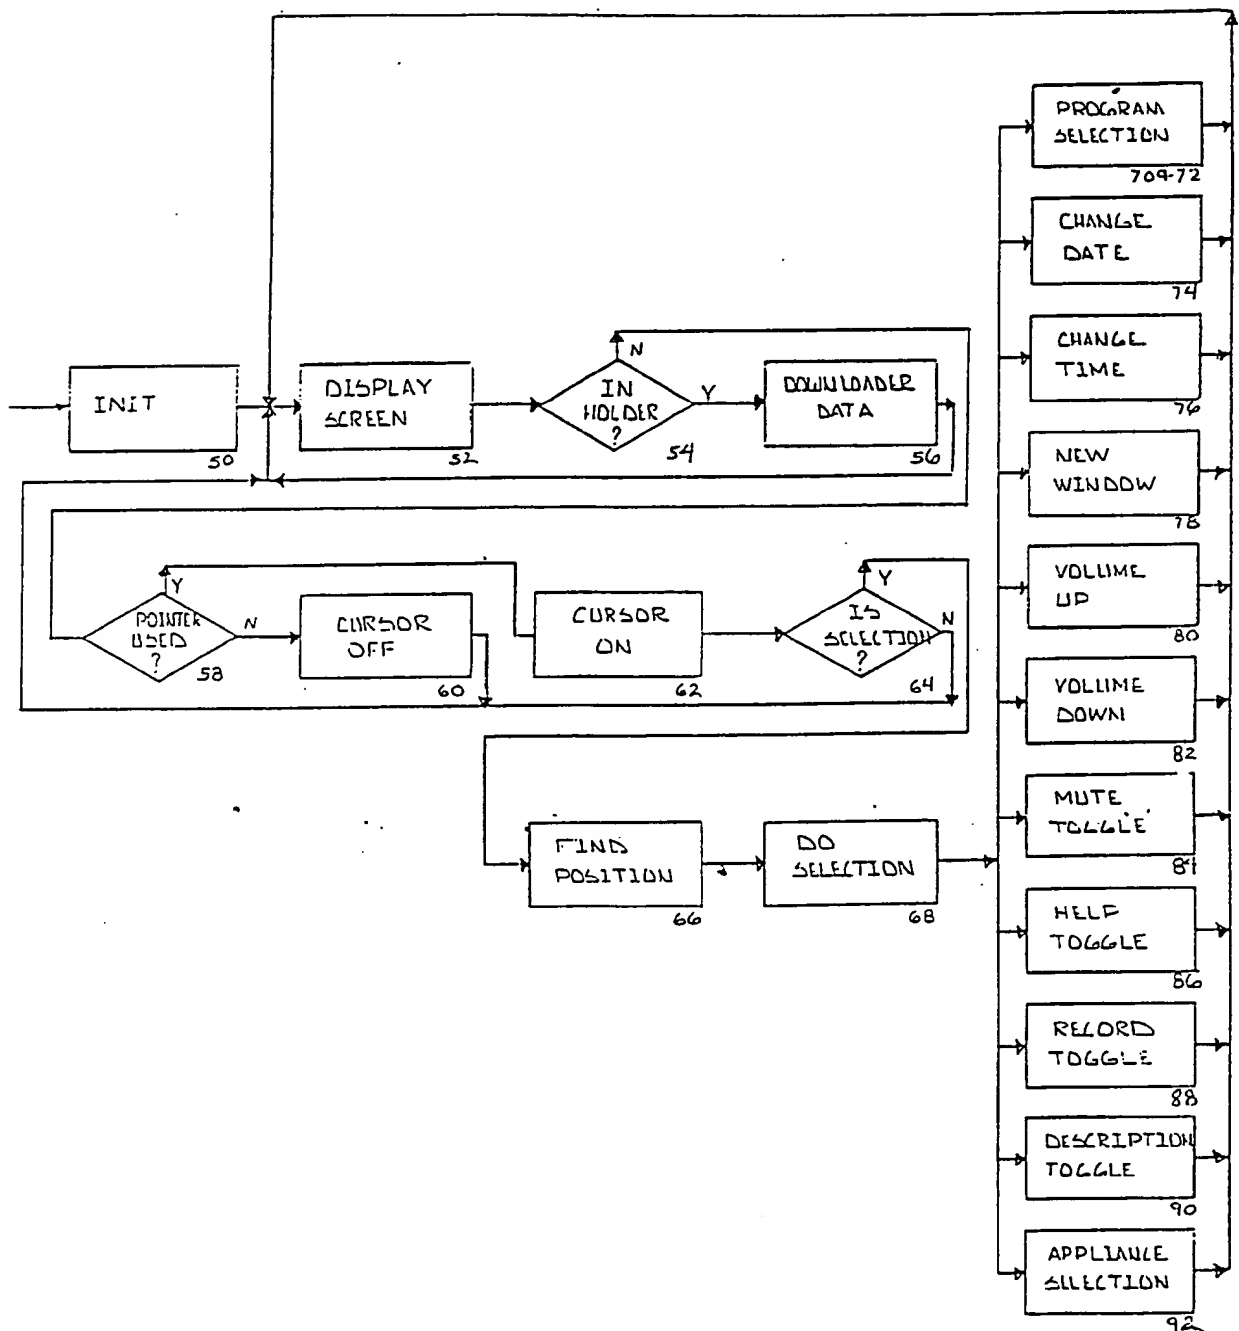 PROGRAM
SELECTION
709-72
CHANGE
DATE
74
CHANGE
TIME
76
INIT
50
DISPLAY
SCREEN
52
N
IN
HOLDER
?
Y
54
DOWNLOADER
DATA
56
NEW
WINDOW
78
Y
POINTER
USED
?
N
58
CURSOR
OFF
60
CURSOR
ON
62
Y
IS
SELECTION
?
N
64
VOLUME
UP
80
VOLUME
DOWN
82
FIND
POSITION
66
DO
SELECTION
68
MUTE
TOGGLE
84
HELP
TOGGLE
86
RECORD
TOGGLE
88
DESCRIPTION
TOGGLE
90
APPLIANCE
SELECTION
92